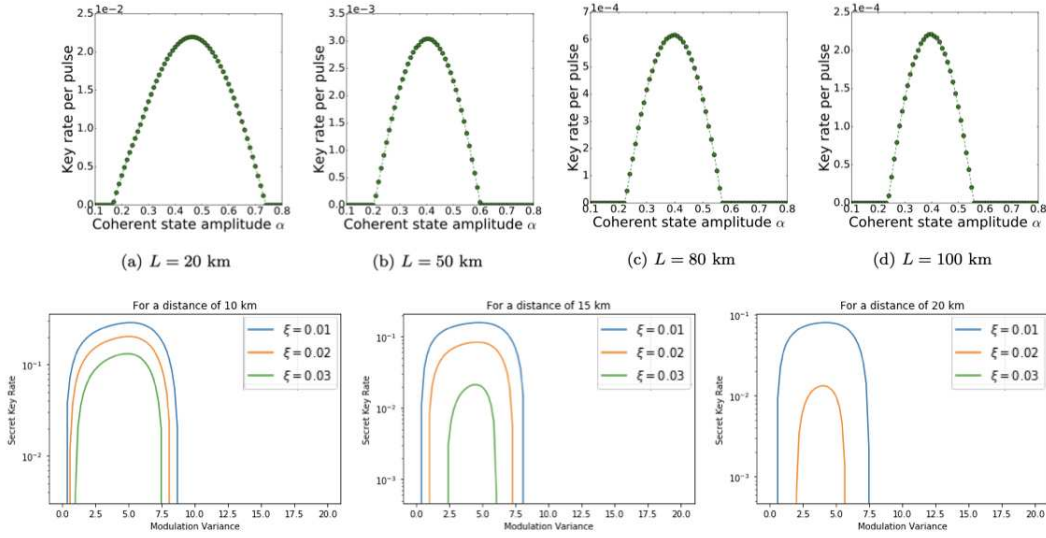 1e−2
2.5
2.0
1.5
1.0
0.5
0.0
Key rate per pulse
0.1 0.2 0.3 0.4 0.5 0.6 0.7 0.8
Coherent state amplitude α
(a) L = 20 km
1e−3
3.5
3.0
2.5
2.0
1.5
1.0
0.5
0.0
Key rate per pulse
0.1 0.2 0.3 0.4 0.5 0.6 0.7 0.8
Coherent state amplitude α
(b) L = 50 km
1e−4
7
6
5
4
3
2
1
0
Key rate per pulse
0.1 0.2 0.3 0.4 0.5 0.6 0.7 0.8
Coherent state amplitude α
(c) L = 80 km
1e−4
2.5
2.0
1.5
1.0
0.5
0.0
Key rate per pulse
0.1 0.2 0.3 0.4 0.5 0.6 0.7 0.8
Coherent state amplitude α
(d) L = 100 km
For a distance of 10 km
ξ = 0.01
ξ = 0.02
ξ = 0.03
10⁻¹
10⁻²
Secret Key Rate
0.0 2.5 5.0 7.5 10.0 12.5 15.0 17.5 20.0
Modulation Variance
For a distance of 15 km
ξ = 0.01
ξ = 0.02
ξ = 0.03
10⁻¹
10⁻²
10⁻³
Secret Key Rate
0.0 2.5 5.0 7.5 10.0 12.5 15.0 17.5 20.0
Modulation Variance
For a distance of 20 km
ξ = 0.01
ξ = 0.02
ξ = 0.03
10⁻¹
10⁻²
10⁻³
Secret Key Rate
0.0 2.5 5.0 7.5 10.0 12.5 15.0 17.5 20.0
Modulation Variance